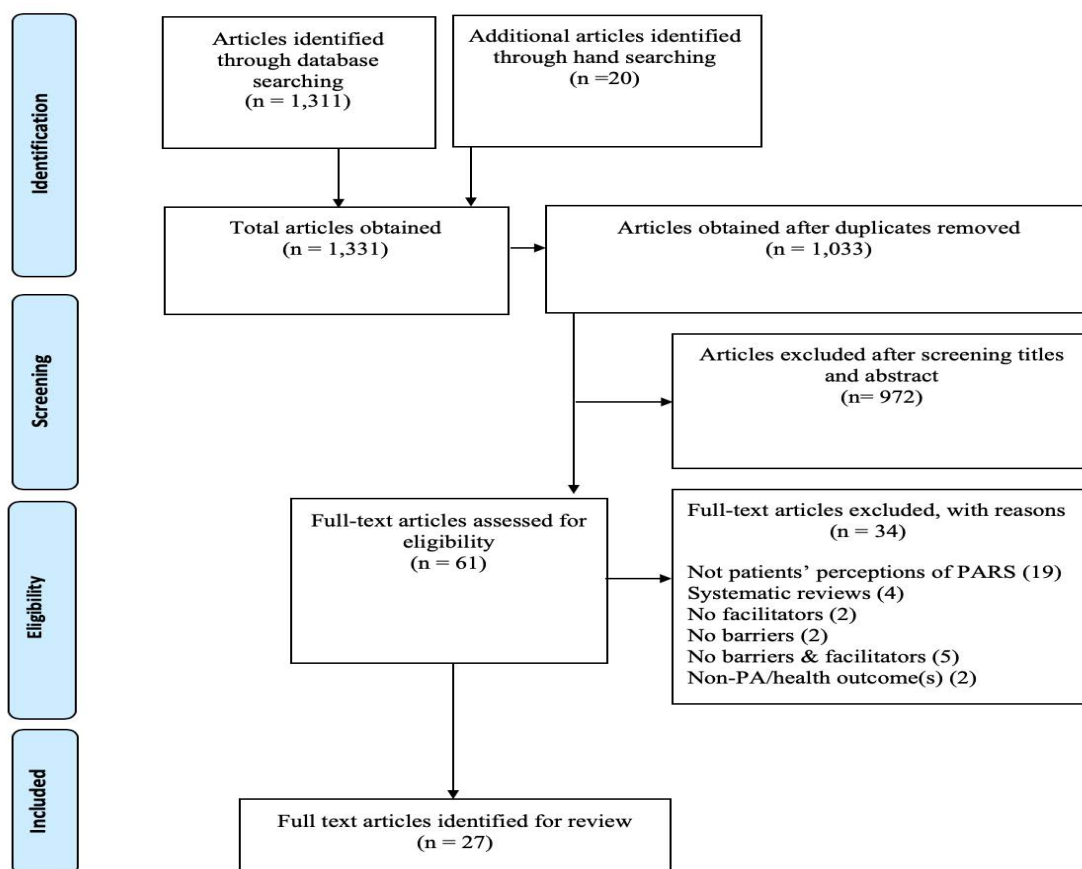 Identification
Articles identified
through database
searching
(n = 1,311)
Additional articles identified
through hand searching
(n =20)
Total articles obtained
(n = 1,331)
Articles obtained after duplicates removed
(n = 1,033)
Screening
Articles excluded after screening titles
and abstract
(n= 972)
Eligibility
Full-text articles assessed for
eligibility
(n = 61)
Full-text articles excluded, with reasons
(n = 34)
Not patients’ perceptions of PARS (19)
Systematic reviews (4)
No facilitators (2)
No barriers (2)
No barriers & facilitators (5)
Non-PA/health outcome(s) (2)
Included
Full text articles identified for review
(n = 27)